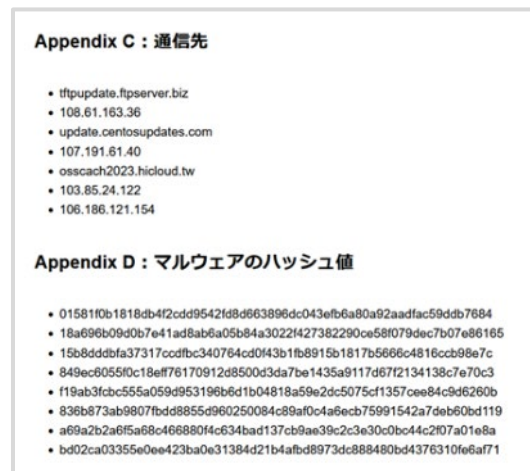 Appendix C：通信先
• tftpupdate.ftpserver.biz
• 108.61.163.36
• update.centosupdates.com
• 107.191.61.40
• osscach2023.hicloud.tw
• 103.85.24.122
• 106.186.121.154
Appendix D：マルウェアのハッシュ値
• 01581f0b1818db4f2cdd9542fd8d663896dc043efb6a80a92aadfac59ddb7684
• 18a696b09d0b7e41ad8ab6a05b84a3022f427382290ce58f079dec7b07e86165
• 15b8dddbfa37317ccdfbc340764cd0f43b1fb8915b1817b5666c4816ccb98e7c
• 849ec6055f0c18eff76170912d8500d3da7be1435a9117d67f2134138c7e70c3
• f19ab3fcbc555a059d953196b6d1b04818a59e2dc5075cf1357cee84c9d6260b
• 836b873ab9807fbdd8855d960250084c89af0c4a6ecb75991542a7deb60bd119
• a69a2b2a6f5a68c466880f4c634bad137cb9ae39c2c3e30c0bc44c2f07a01e8a
• bd02ca03355e0ee423ba0e31384d21b4afbd8973dc888480bd4376310fe6af71